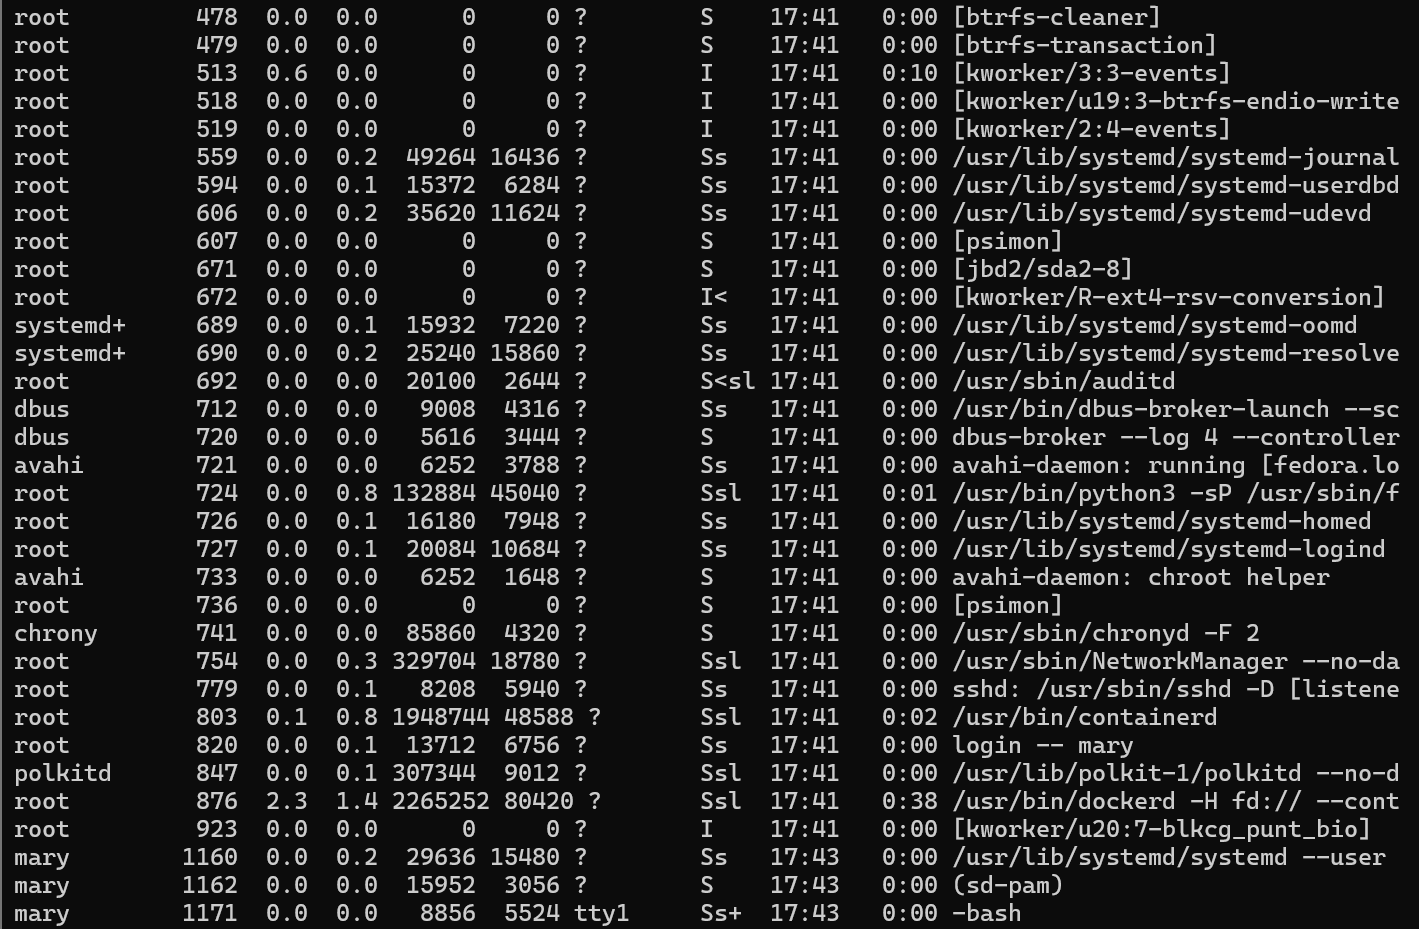 root         478  0.0  0.0      0     0 ?        S    17:41   0:00 [btrfs-cleaner]
root         479  0.0  0.0      0     0 ?        S    17:41   0:00 [btrfs-transaction]
root         513  0.6  0.0      0     0 ?        I    17:41   0:10 [kworker/3:3-events]
root         518  0.0  0.0      0     0 ?        I    17:41   0:00 [kworker/u19:3-btrfs-endio-write
root         519  0.0  0.0      0     0 ?        I    17:41   0:00 [kworker/2:4-events]
root         559  0.0  0.2  49264 16436 ?        Ss   17:41   0:00 /usr/lib/systemd/systemd-journal
root         594  0.0  0.1  15372  6284 ?        Ss   17:41   0:00 /usr/lib/systemd/systemd-userdbd
root         606  0.0  0.2  35620 11624 ?        Ss   17:41   0:00 /usr/lib/systemd/systemd-udevd
root         607  0.0  0.0      0     0 ?        S    17:41   0:00 [psimon]
root         671  0.0  0.0      0     0 ?        S    17:41   0:00 [jbd2/sda2-8]
root         672  0.0  0.0      0     0 ?        I<   17:41   0:00 [kworker/R-ext4-rsv-conversion]
systemd+     689  0.0  0.1  15932  7220 ?        Ss   17:41   0:00 /usr/lib/systemd/systemd-oomd
systemd+     690  0.0  0.2  25240 15860 ?        Ss   17:41   0:00 /usr/lib/systemd/systemd-resolve
root         692  0.0  0.0  20100  2644 ?        S<sl 17:41   0:00 /usr/sbin/auditd
dbus         712  0.0  0.0   9008  4316 ?        Ss   17:41   0:00 /usr/bin/dbus-broker-launch --sc
dbus         720  0.0  0.0   5616  3444 ?        S    17:41   0:00 dbus-broker --log 4 --controller
avahi        721  0.0  0.0   6252  3788 ?        Ss   17:41   0:00 avahi-daemon: running [fedora.lo
root         724  0.0  0.8 132884 45040 ?        Ssl  17:41   0:01 /usr/bin/python3 -sP /usr/sbin/f
root         726  0.0  0.1  16180  7948 ?        Ss   17:41   0:00 /usr/lib/systemd/systemd-homed
root         727  0.0  0.1  20084 10684 ?        Ss   17:41   0:00 /usr/lib/systemd/systemd-logind
avahi        733  0.0  0.0   6252  1648 ?        S    17:41   0:00 avahi-daemon: chroot helper
root         736  0.0  0.0      0     0 ?        S    17:41   0:00 [psimon]
chrony       741  0.0  0.0  85860  4320 ?        S    17:41   0:00 /usr/sbin/chronyd -F 2
root         754  0.0  0.3 329704 18780 ?        Ssl  17:41   0:00 /usr/sbin/NetworkManager --no-da
root         779  0.0  0.1   8208  5940 ?        Ss   17:41   0:00 sshd: /usr/sbin/sshd -D [listene
root         803  0.1  0.8 1948744 48588 ?       Ssl  17:41   0:02 /usr/bin/containerd
root         820  0.0  0.1  13712  6756 ?        Ss   17:41   0:00 login -- mary
polkitd      847  0.0  0.1 307344  9012 ?        Ssl  17:41   0:00 /usr/lib/polkit-1/polkitd --no-d
root         876  2.3  1.4 2265252 80420 ?       Ssl  17:41   0:38 /usr/bin/dockerd -H fd:// --cont
root         923  0.0  0.0      0     0 ?        I    17:41   0:00 [kworker/u20:7-blkcg_punt_bio]
mary        1160  0.0  0.2  29636 15480 ?        Ss   17:43   0:00 /usr/lib/systemd/systemd --user
mary        1162  0.0  0.0  15952  3056 ?        S    17:43   0:00 (sd-pam)
mary        1171  0.0  0.0   8856  5524 tty1     Ss+  17:43   0:00 -bash